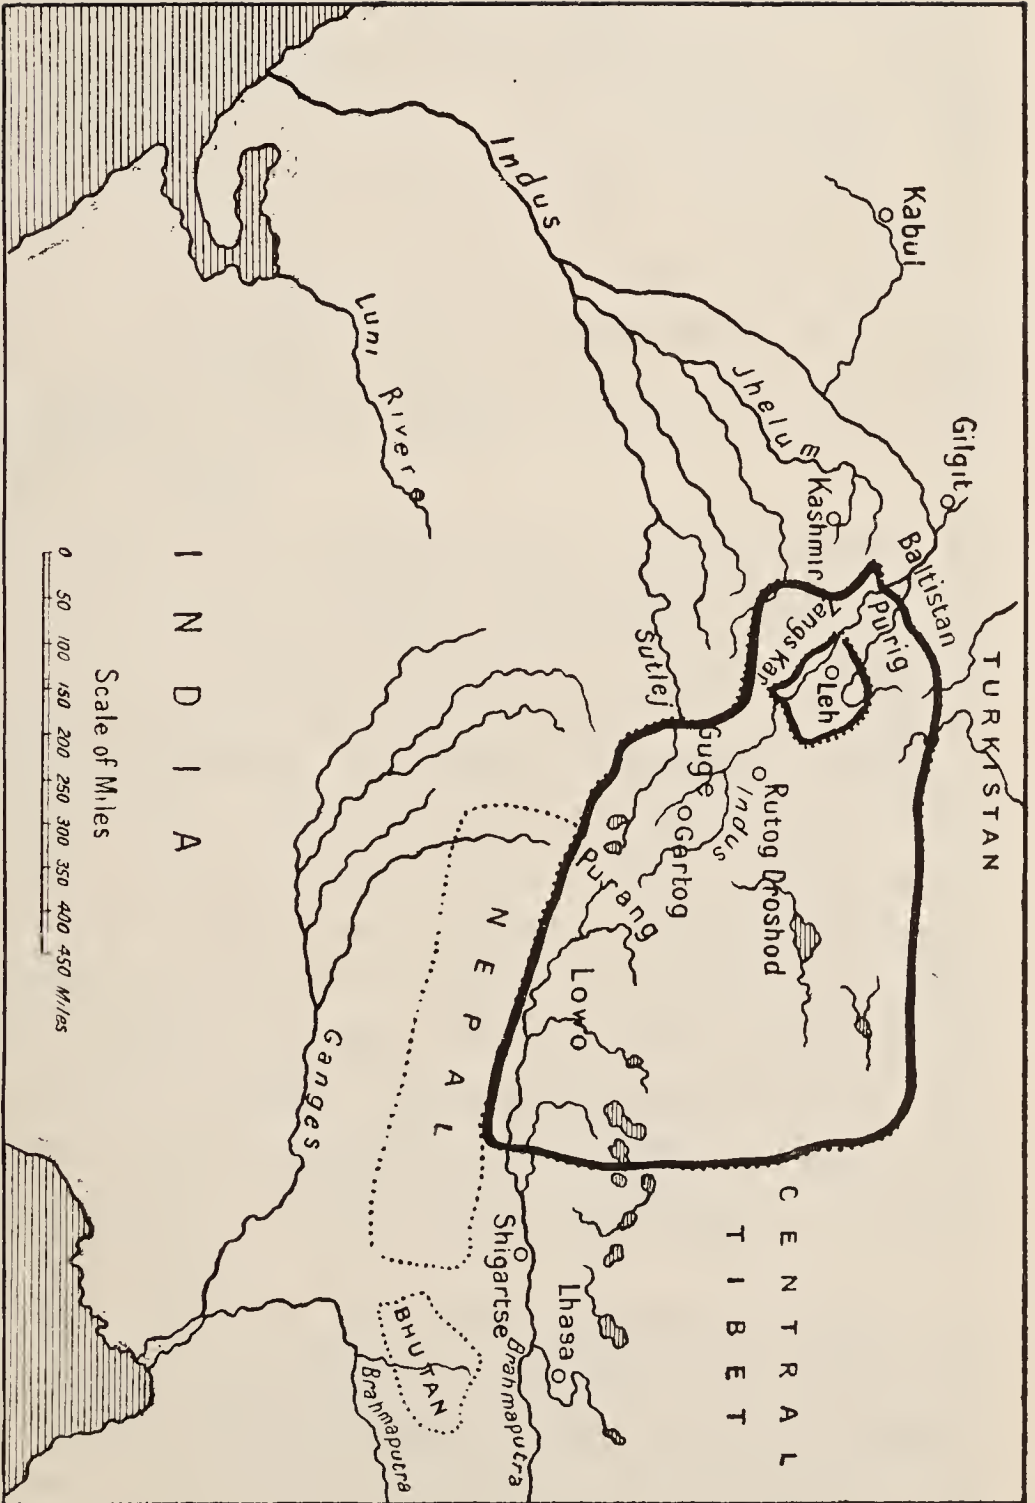 TURKISTAN
Kabul
Gilgit
Baltistan
Purig
Kashmir
Jhelum
Zangskar
Leh
Indus
Rutog
Droshod
Indus
Gartog
Guge
Sutlej
Purang
Lowo
CENTRAL
TIBET
Luni River
NEPAL
Shigartse
Lhasa
Brahmaputra
BHUTAN
Brahmaputra
Ganges
INDIA
Scale of Miles
0 50 100 150 200 250 300 350 400 450 Miles